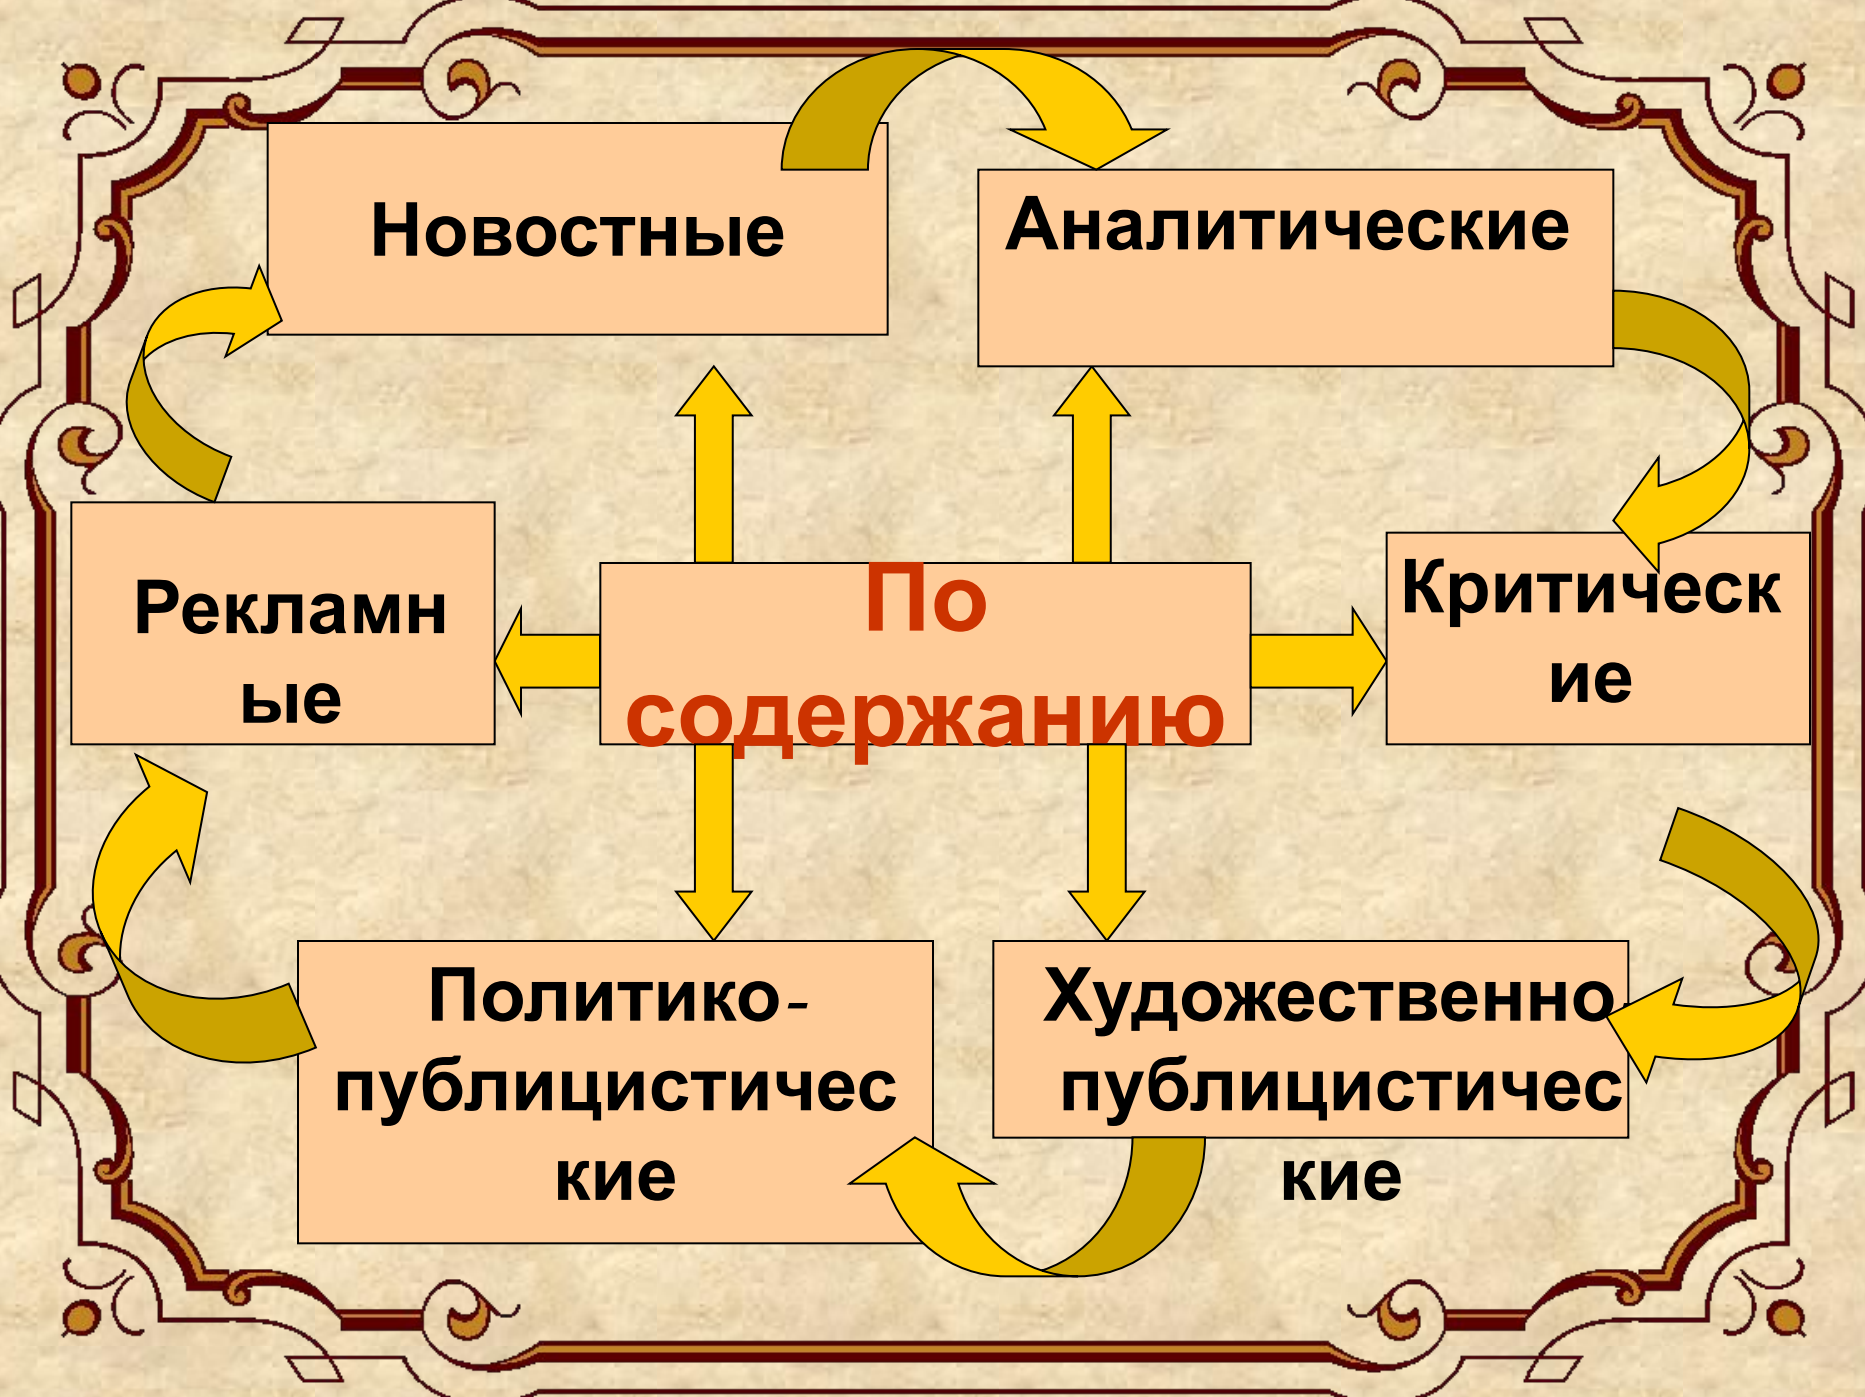 Новостные
Аналитические
Рекламн
ые
По
содержанию
Критическ
ие
Политико-
публицистичес
кие
Художественно-
публицистичес
кие